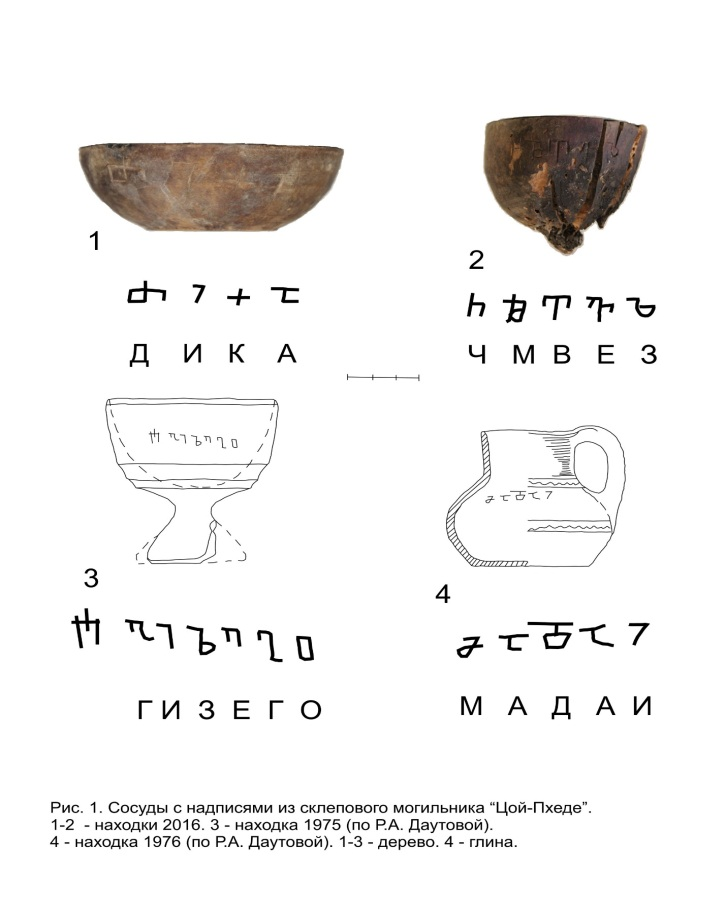 1
2
Д И К А
Ч М В Е З
3
4
Г И З Е Г О
М А Д А И
Рис. 1. Сосуды с надписями из склепового могильника “Цой-Пхеде”.
1-2 - находки 2016. 3 - находка 1975 (по Р.А. Даутовой).
4 - находка 1976 (по Р.А. Даутовой). 1-3 - дерево. 4 - глина.